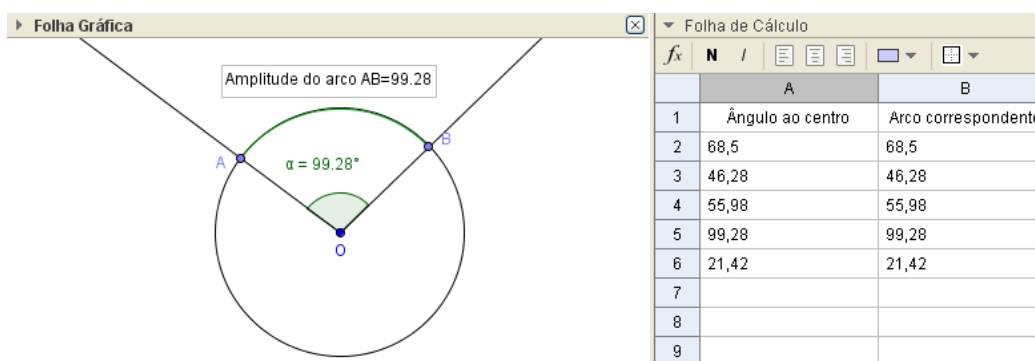 Folha Gráfica
Amplitude do arco AB=99.28
A
B
α = 99.28°
O
Folha de Cálculo
fx N I
A B
1 Ângulo ao centro Arco correspondente
2 68,5 68,5
3 46,28 46,28
4 55,98 55,98
5 99,28 99,28
6 21,42 21,42
7
8
9